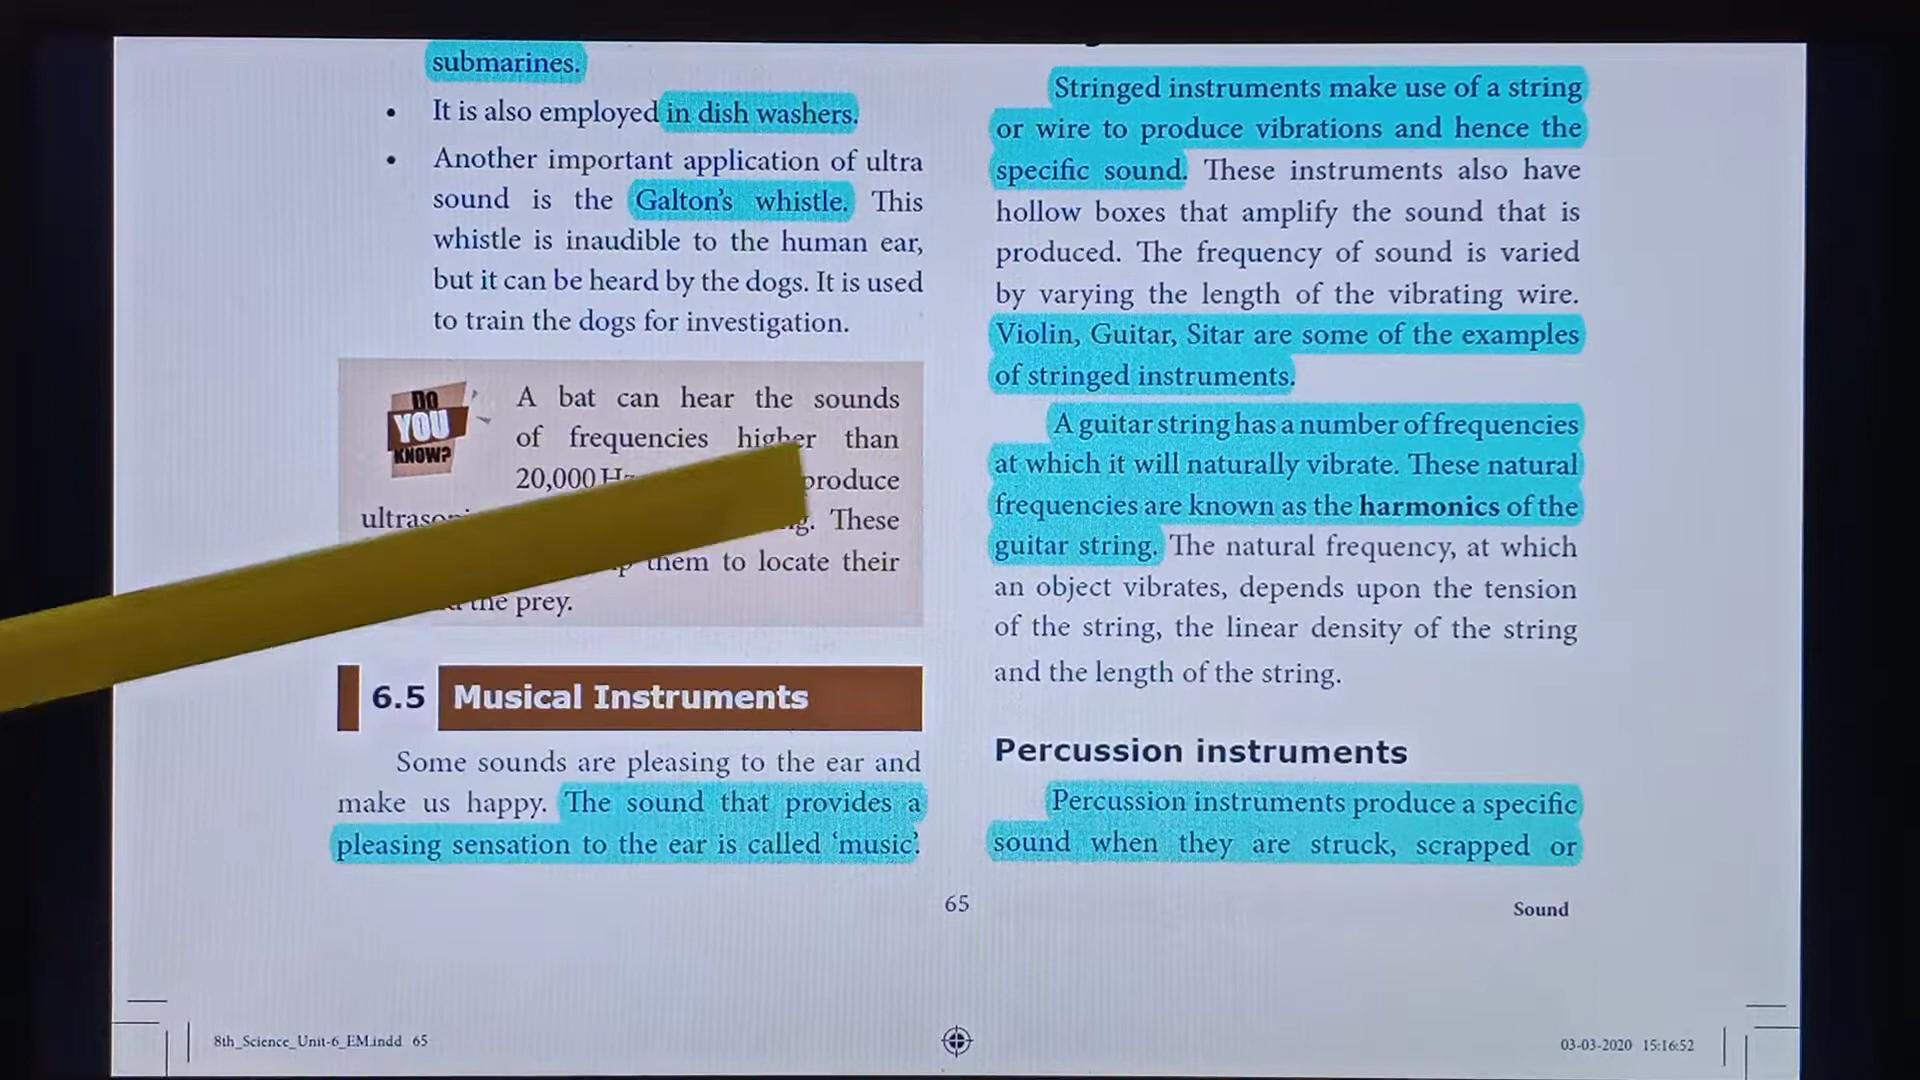 submarines.
• It is also employed in dish washers.
• Another important application of ultra
sound is the Galton's whistle. This
whistle is inaudible to the human ear,
but it can be heard by the dogs. It is used
to train the dogs for investigation.
DO
YOU
KNOW?
A bat can hear the sounds
of frequencies higher than
20,000 produce
These
them to locate their
the prey.
6.5 Musical Instruments
Some sounds are pleasing to the ear and
make us happy. The sound that provides a
pleasing sensation to the ear is called 'music'.
Stringed instruments make use of a string
or wire to produce vibrations and hence the
specific sound. These instruments also have
hollow boxes that amplify the sound that is
produced. The frequency of sound is varied
by varying the length of the vibrating wire.
Violin, Guitar, Sitar are some of the examples
of stringed instruments.
A guitar string has a number of frequencies
at which it will naturally vibrate. These natural
frequencies are known as the harmonics of the
guitar string. The natural frequency, at which
an object vibrates, depends upon the tension
of the string, the linear density of the string
and the length of the string.
Percussion instruments
Percussion instruments produce a specific
sound when they are struck, scrapped or
65
Sound
8th_Science_Unit-6_EM.indd 65
03-03-2020 15:16:52